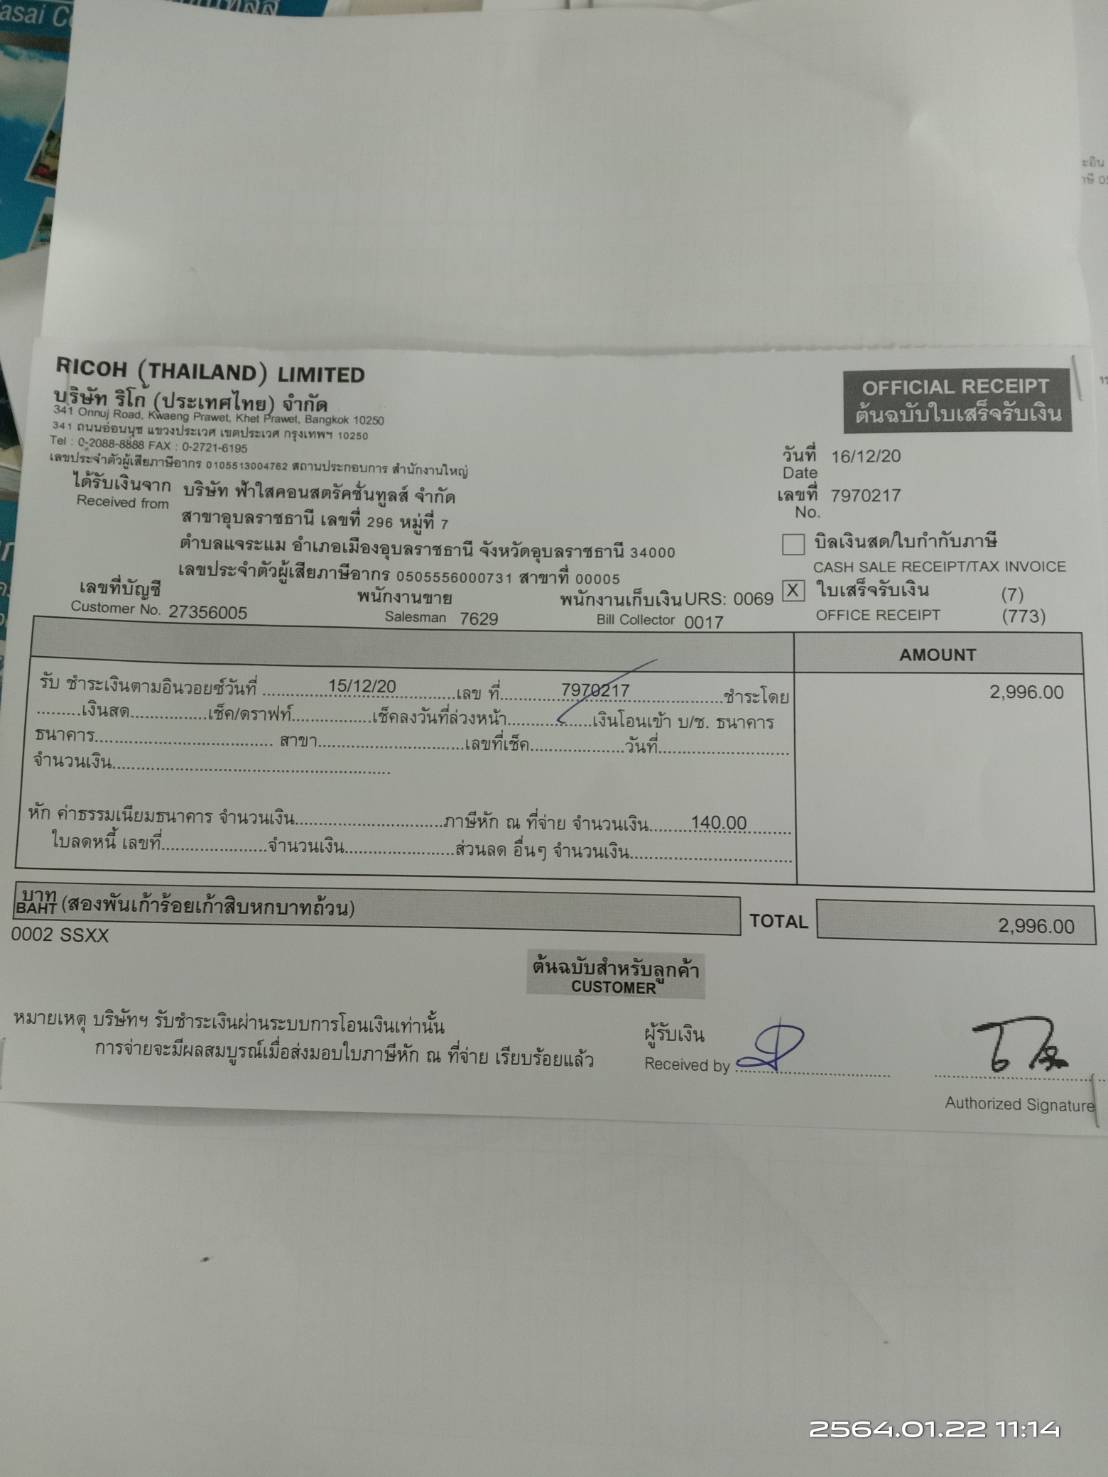 RICOH (THAILAND) LIMITED
บริษัท ริโก้ (ประเทศไทย) จำกัด
341 Onnuj Road, Kwaeng Prawet, Khet Prawet, Bangkok 10250
341 ถนนอ่อนนุช แขวงประเวศ เขตประเวศ กรุงเทพฯ 10250
Tel : 0-2088-8888 FAX : 0-2721-6195
เลขประจำตัวผู้เสียภาษีอากร 0105513004762 สถานประกอบการ สำนักงานใหญ่
OFFICIAL RECEIPT
ต้นฉบับใบเสร็จรับเงิน
วันที่ 16/12/20
Date
เลขที่ 7970217
No.
ได้รับเงินจาก บริษัท ฟ้าใสคอนสตรัคชั่นทูลส์ จำกัด
Received from
สาขาอุบลราชธานี เลขที่ 296 หมู่ที่ 7
ตำบลแจระแม อำเภอเมืองอุบลราชธานี จังหวัดอุบลราชธานี 34000
เลขประจำตัวผู้เสียภาษีอากร 0505556000731 สาขาที่ 00005
บิลเงินสด/ใบกำกับภาษี
CASH SALE RECEIPT/TAX INVOICE
X ใบเสร็จรับเงิน (7)
OFFICE RECEIPT (773)
เลขที่บัญชี พนักงานขาย พนักงานเก็บเงิน URS: 0069
Customer No. 27356005 Salesman 7629 Bill Collector 0017
AMOUNT
รับ ชำระเงินตามอินวอยซ์วันที่ 15/12/20 เลข ที่ 7970217 ชำระโดย 2,996.00
เงินสด เช็ค/ดราฟท์ เช็คลงวันที่ล่วงหน้า เงินโอนเข้า บ/ช. ธนาคาร
ธนาคาร สาขา เลขที่เช็ค วันที่
จำนวนเงิน
หัก ค่าธรรมเนียมธนาคาร จำนวนเงิน ภาษีหัก ณ ที่จ่าย จำนวนเงิน 140.00
ใบลดหนี้ เลขที่ จำนวนเงิน ส่วนลด อื่นๆ จำนวนเงิน
บาท
BAHT (สองพันเก้าร้อยเก้าสิบหกบาทถ้วน) TOTAL 2,996.00
0002 SSXX
ต้นฉบับสำหรับลูกค้า
CUSTOMER
หมายเหตุ บริษัทฯ รับชำระเงินผ่านระบบการโอนเงินเท่านั้น
การจ่ายจะมีผลสมบูรณ์เมื่อส่งมอบใบภาษีหัก ณ ที่จ่าย เรียบร้อยแล้ว
ผู้รับเงิน
Received by
Authorized Signature
2564.01.22 11:14